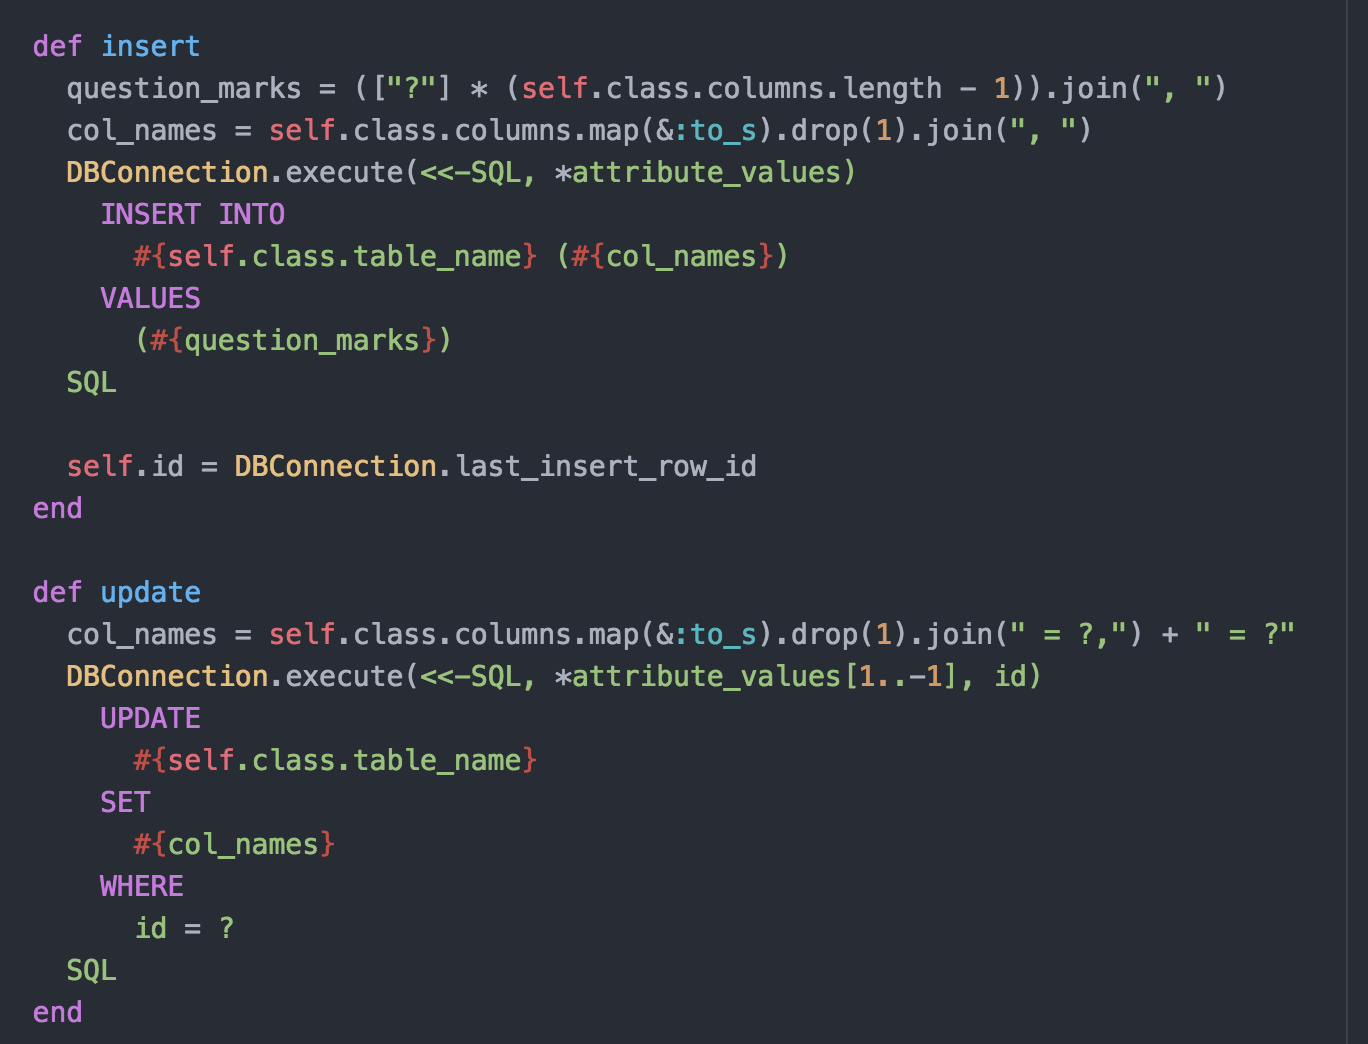 def insert
  question_marks = (["?"] * (self.class.columns.length - 1)).join(", ")
  col_names = self.class.columns.map(&:to_s).drop(1).join(", ")
  DBConnection.execute(<<-SQL, *attribute_values)
    INSERT INTO
      #{self.class.table_name} (#{col_names})
    VALUES
      (#{question_marks})
  SQL

  self.id = DBConnection.last_insert_row_id
end

def update
  col_names = self.class.columns.map(&:to_s).drop(1).join(" = ?,") + " = ?"
  DBConnection.execute(<<-SQL, *attribute_values[1..-1], id)
    UPDATE
      #{self.class.table_name}
    SET
      #{col_names}
    WHERE
      id = ?
  SQL
end